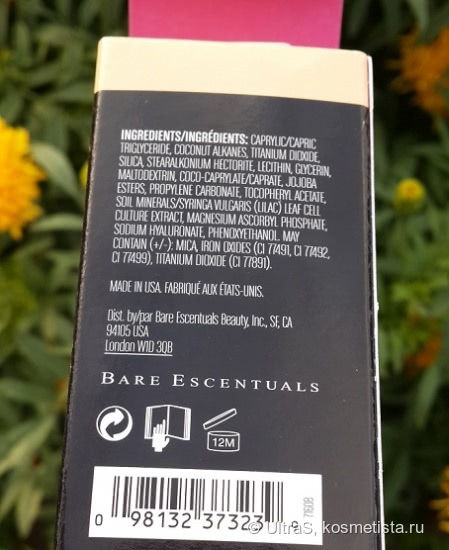 INGREDIENTS/INGRÉDIENTS: CAPRYLIC/CAPRIC
TRIGLYCERIDE, COCONUT ALKANES, TITANIUM DIOXIDE,
SILICA, STEARALKONIUM HECTORITE, LECITHIN, GLYCERIN,
MALTODEXTRIN, COCO-CAPRYLATE/CAPRATE, JOJOBA
ESTERS, PROPYLENE CARBONATE, TOCOPHERYL ACETATE,
SOIL MINERALS/SYRINGA VULGARIS (LILAC) LEAF CELL
CULTURE EXTRACT, MAGNESIUM ASCORBYL PHOSPHATE,
SODIUM HYALURONATE, PHENOXYETHANOL. MAY
CONTAIN (+/-): MICA, IRON OXIDES (CI 77491, CI 77492,
CI 77499), TITANIUM DIOXIDE (CI 77891).
MADE IN USA. FABRIQUÉ AUX ÉTATS-UNIS.
Dist. by/par Bare Escentuals Beauty, Inc., SF, CA
94105 USA
London W1D 3QB
BARE ESCENTUALS
12M
71608
0 98132 37323 9
© UltraS, kosmetista.ru